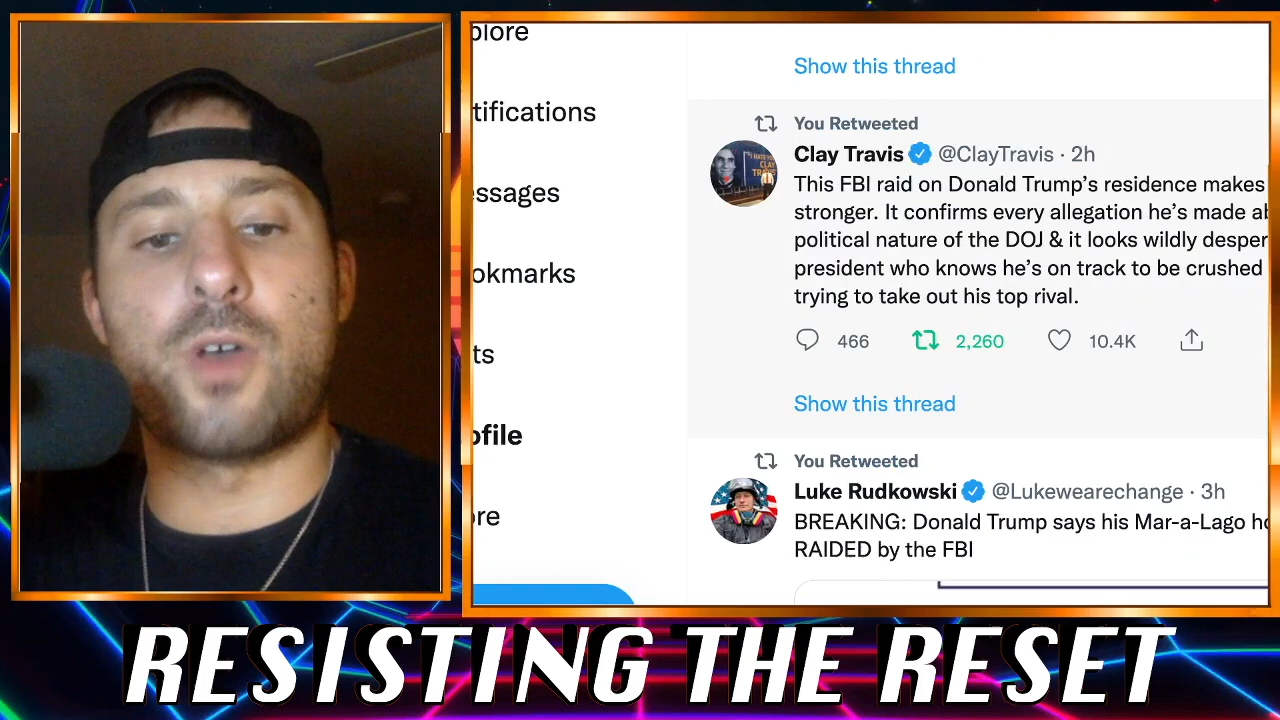 plore
tifications
essages
okmarks
ts
ofile
ore
Show this thread
You Retweeted
Clay Travis @ClayTravis · 2h
This FBI raid on Donald Trump's residence makes
stronger. It confirms every allegation he's made ab
political nature of the DOJ & it looks wildly desper
president who knows he's on track to be crushed
trying to take out his top rival.
466 2,260 10.4K
Show this thread
You Retweeted
Luke Rudkowski @Lukewearechange · 3h
BREAKING: Donald Trump says his Mar-a-Lago ho
RAIDED by the FBI
RESISTING THE RESET